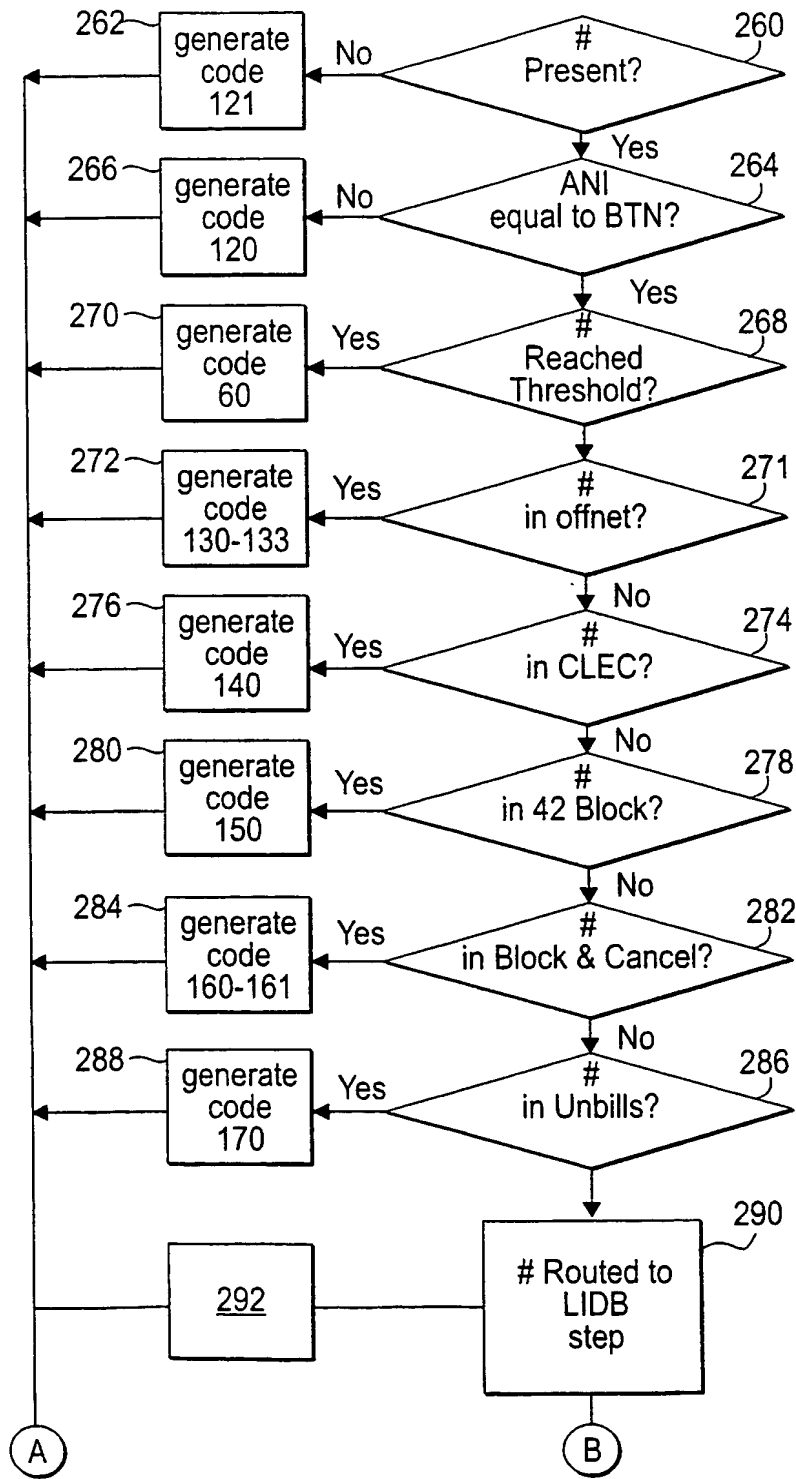 262
generate
code
121
No
#
Present?
260
Yes
266
generate
code
120
No
ANI
equal to BTN?
264
Yes
270
generate
code
60
Yes
#
Reached
Threshold?
268
272
generate
code
130-133
Yes
#
in offnet?
271
No
276
generate
code
140
Yes
#
in CLEC?
274
No
280
generate
code
150
Yes
#
in 42 Block?
278
No
284
generate
code
160-161
Yes
#
in Block & Cancel?
282
No
288
generate
code
170
Yes
#
in Unbills?
286
292
# Routed to
LIDB
step
290
A
B